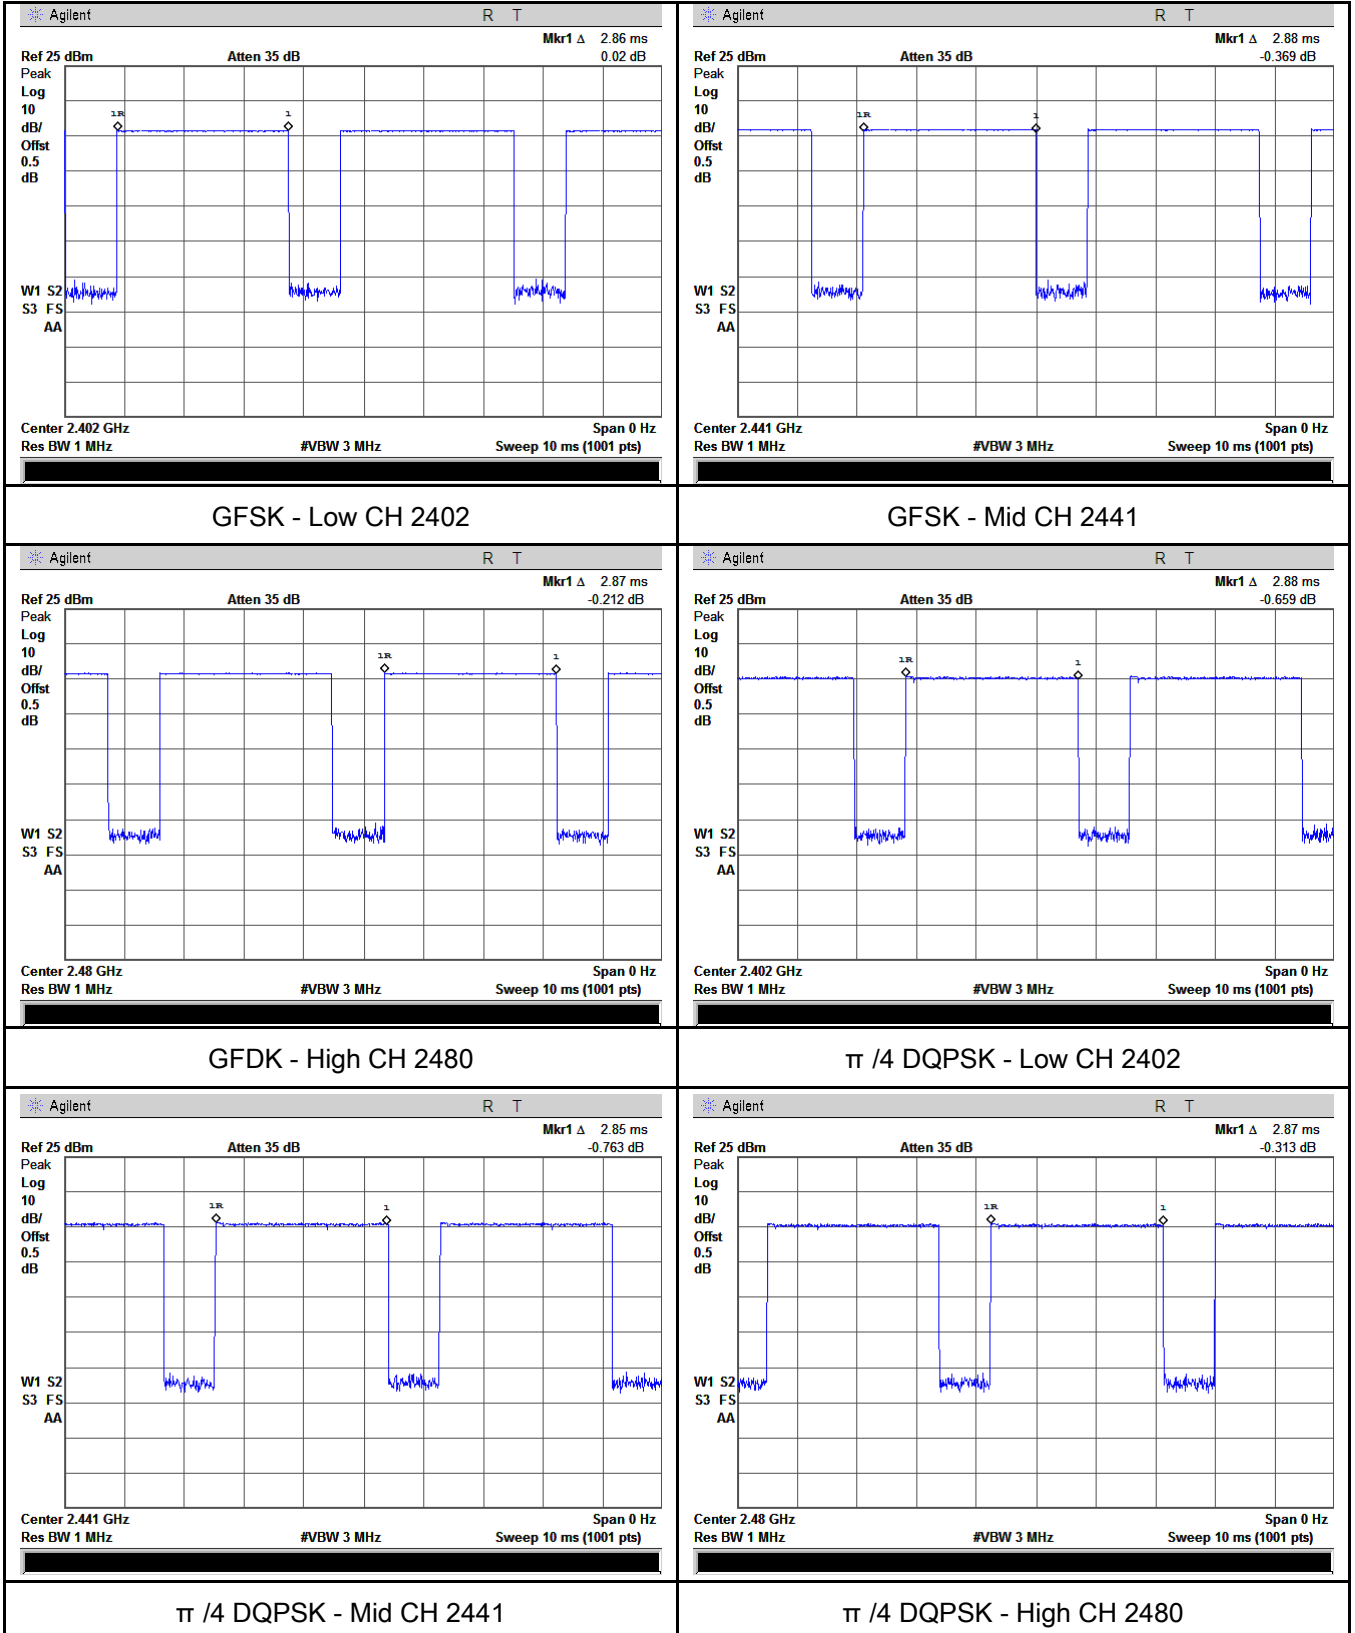 Agilent R T
Mkr1 Δ 2.86 ms
Ref 25 dBm Atten 35 dB 0.02 dB
Peak
Log
10
dB/
Offst
0.5
dB
1R 1
W1 S2
S3 FS
AA
Center 2.402 GHz Span 0 Hz
Res BW 1 MHz #VBW 3 MHz Sweep 10 ms (1001 pts)
GFSK - Low CH 2402
Agilent R T
Mkr1 Δ 2.88 ms
Ref 25 dBm Atten 35 dB -0.369 dB
Peak
Log
10
dB/
Offst
0.5
dB
1R 1
W1 S2
S3 FS
AA
Center 2.441 GHz Span 0 Hz
Res BW 1 MHz #VBW 3 MHz Sweep 10 ms (1001 pts)
GFSK - Mid CH 2441
Agilent R T
Mkr1 Δ 2.87 ms
Ref 25 dBm Atten 35 dB -0.212 dB
Peak
Log
10
dB/
Offst
0.5
dB
1R 1
W1 S2
S3 FS
AA
Center 2.48 GHz Span 0 Hz
Res BW 1 MHz #VBW 3 MHz Sweep 10 ms (1001 pts)
GFDK - High CH 2480
Agilent R T
Mkr1 Δ 2.88 ms
Ref 25 dBm Atten 35 dB -0.659 dB
Peak
Log
10
dB/
Offst
0.5
dB
1R 1
W1 S2
S3 FS
AA
Center 2.402 GHz Span 0 Hz
Res BW 1 MHz #VBW 3 MHz Sweep 10 ms (1001 pts)
π /4 DQPSK - Low CH 2402
Agilent R T
Mkr1 Δ 2.85 ms
Ref 25 dBm Atten 35 dB -0.763 dB
Peak
Log
10
dB/
Offst
0.5
dB
1R 1
W1 S2
S3 FS
AA
Center 2.441 GHz Span 0 Hz
Res BW 1 MHz #VBW 3 MHz Sweep 10 ms (1001 pts)
π /4 DQPSK - Mid CH 2441
Agilent R T
Mkr1 Δ 2.87 ms
Ref 25 dBm Atten 35 dB -0.313 dB
Peak
Log
10
dB/
Offst
0.5
dB
1R 1
W1 S2
S3 FS
AA
Center 2.48 GHz Span 0 Hz
Res BW 1 MHz #VBW 3 MHz Sweep 10 ms (1001 pts)
π /4 DQPSK - High CH 2480